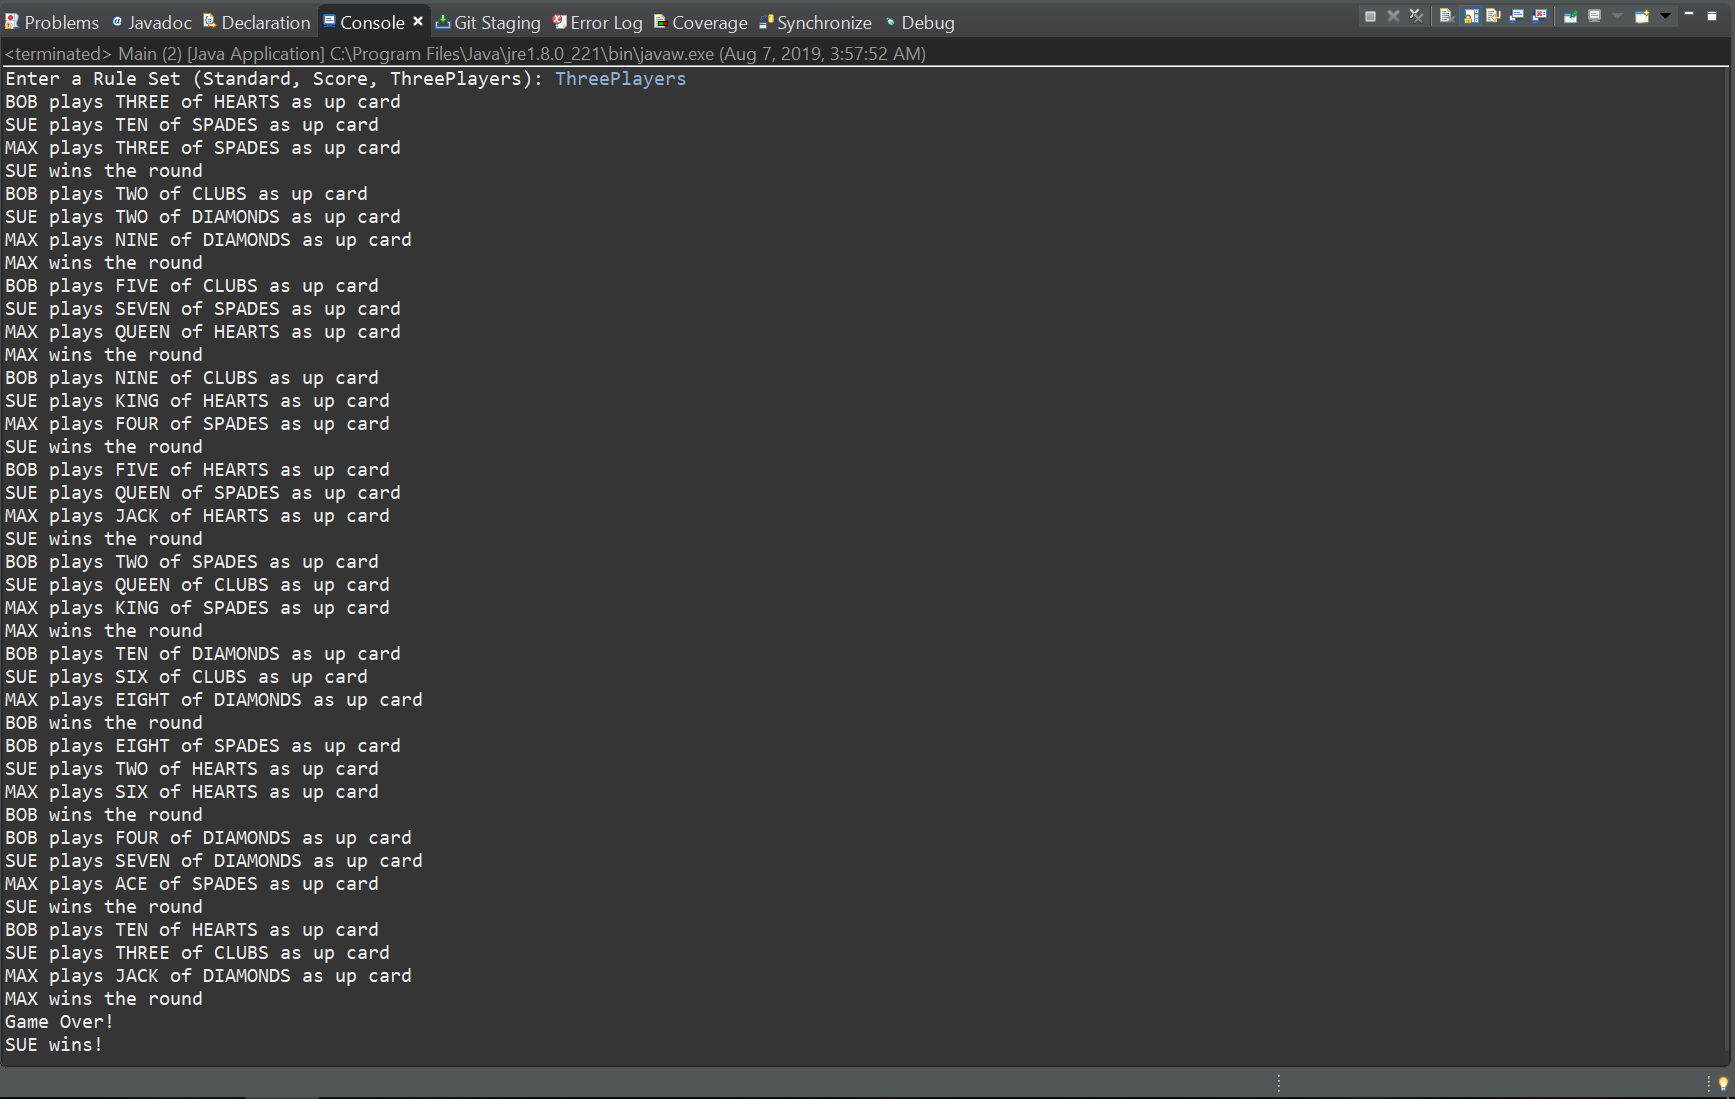 Problems @ Javadoc Declaration Console Git Staging Error Log Coverage Synchronize Debug
<terminated> Main (2) [Java Application] C:\Program Files\Java\jre1.8.0_221\bin\javaw.exe (Aug 7, 2019, 3:57:52 AM)
Enter a Rule Set (Standard, Score, ThreePlayers): ThreePlayers
BOB plays THREE of HEARTS as up card
SUE plays TEN of SPADES as up card
MAX plays THREE of SPADES as up card
SUE wins the round
BOB plays TWO of CLUBS as up card
SUE plays TWO of DIAMONDS as up card
MAX plays NINE of DIAMONDS as up card
MAX wins the round
BOB plays FIVE of CLUBS as up card
SUE plays SEVEN of SPADES as up card
MAX plays QUEEN of HEARTS as up card
MAX wins the round
BOB plays NINE of CLUBS as up card
SUE plays KING of HEARTS as up card
MAX plays FOUR of SPADES as up card
SUE wins the round
BOB plays FIVE of HEARTS as up card
SUE plays QUEEN of SPADES as up card
MAX plays JACK of HEARTS as up card
SUE wins the round
BOB plays TWO of SPADES as up card
SUE plays QUEEN of CLUBS as up card
MAX plays KING of SPADES as up card
MAX wins the round
BOB plays TEN of DIAMONDS as up card
SUE plays SIX of CLUBS as up card
MAX plays EIGHT of DIAMONDS as up card
BOB wins the round
BOB plays EIGHT of SPADES as up card
SUE plays TWO of HEARTS as up card
MAX plays SIX of HEARTS as up card
BOB wins the round
BOB plays FOUR of DIAMONDS as up card
SUE plays SEVEN of DIAMONDS as up card
MAX plays ACE of SPADES as up card
SUE wins the round
BOB plays TEN of HEARTS as up card
SUE plays THREE of CLUBS as up card
MAX plays JACK of DIAMONDS as up card
MAX wins the round
Game Over!
SUE wins!